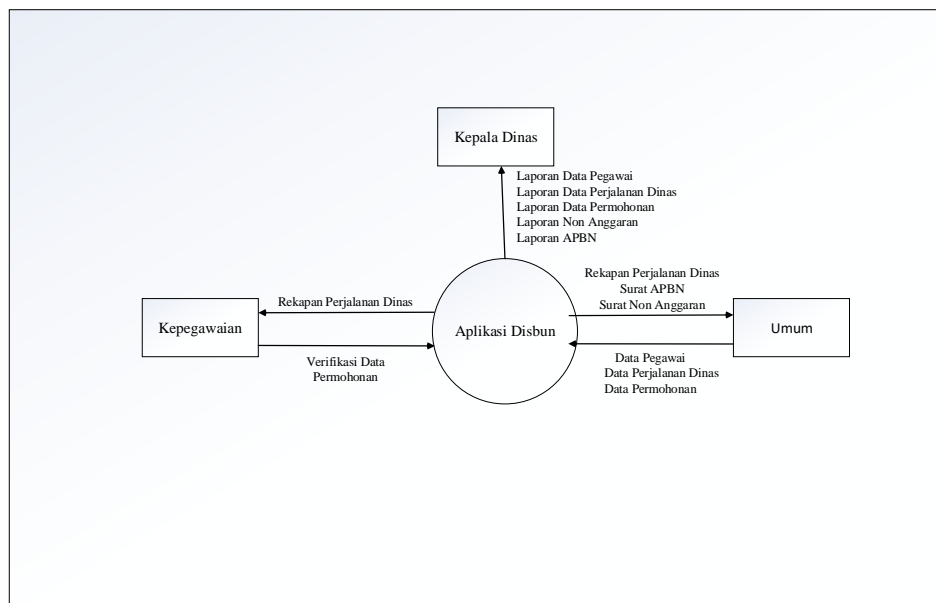 Kepala Dinas
Laporan Data Pegawai
Laporan Data Perjalanan Dinas
Laporan Data Permohonan
Laporan Non Anggaran
Laporan APBN
Rekapan Perjalanan Dinas
Surat APBN
Surat Non Anggaran
Kepegawaian
Rekapan Perjalanan Dinas
Aplikasi Disbun
Umum
Verifikasi Data
Permohonan
Data Pegawai
Data Perjalanan Dinas
Data Permohonan